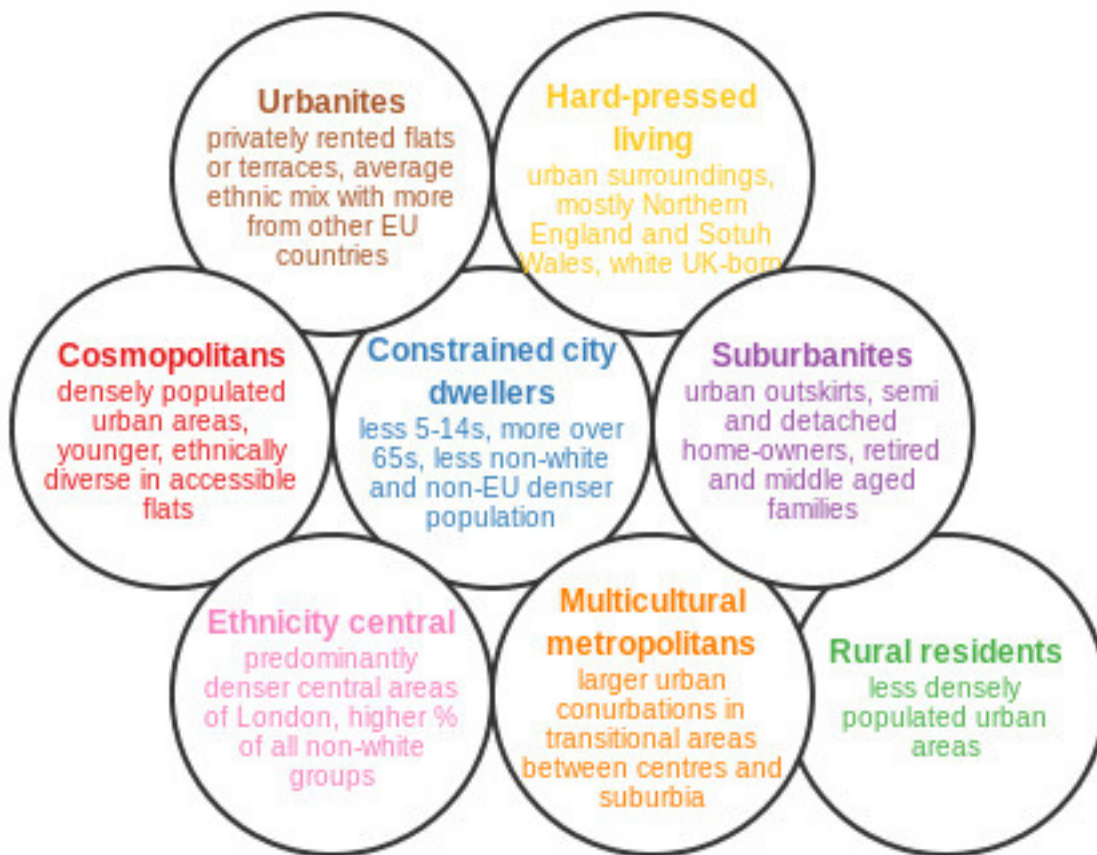 Urbanites
privately rented flats
or terraces, average
ethnic mix with more
from other EU
countries
Hard-pressed
living
urban surroundings,
mostly Northern
England and Sotuh
Wales, white UK-born
Cosmopolitans
densely populated
urban areas,
younger, ethnically
diverse in accessible
flats
Constrained city
dwellers
less 5-14s, more over
65s, less non-white
and non-EU denser
population
Suburbanites
urban outskirts, semi
and detached
home-owners, retired
and middle aged
families
Ethnicity central
predominantly
denser central areas
of London, higher %
of all non-white
groups
Multicultural
metropolitans
larger urban
conurbations in
transitional areas
between centres and
suburbia
Rural residents
less densely
populated urban
areas